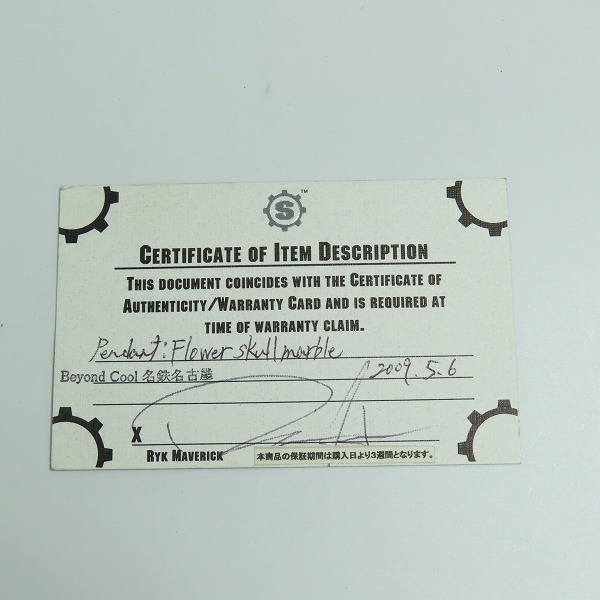 S™
CERTIFICATE OF ITEM DESCRIPTION
THIS DOCUMENT COINCIDES WITH THE CERTIFICATE OF
AUTHENTICITY/WARRANTY CARD AND IS REQUIRED AT
TIME OF WARRANTY CLAIM.
Pendant: Flower skull marble
Beyond Cool 名鉄名古屋 2009.5.6
X
RYK MAVERICK
本商品の保証期間は購入日より3週間となります。